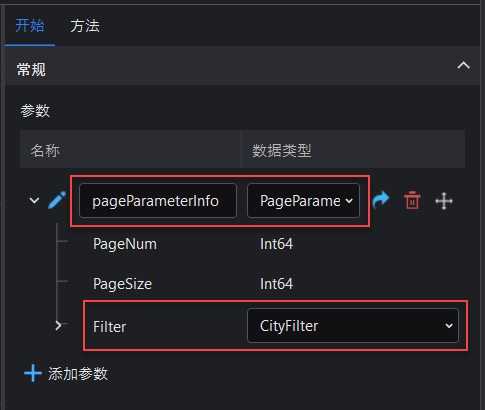 开始 方法
常规
参数
名称 数据类型
pageParameterInfo PageParame
PageNum Int64
PageSize Int64
Filter CityFilter
添加参数